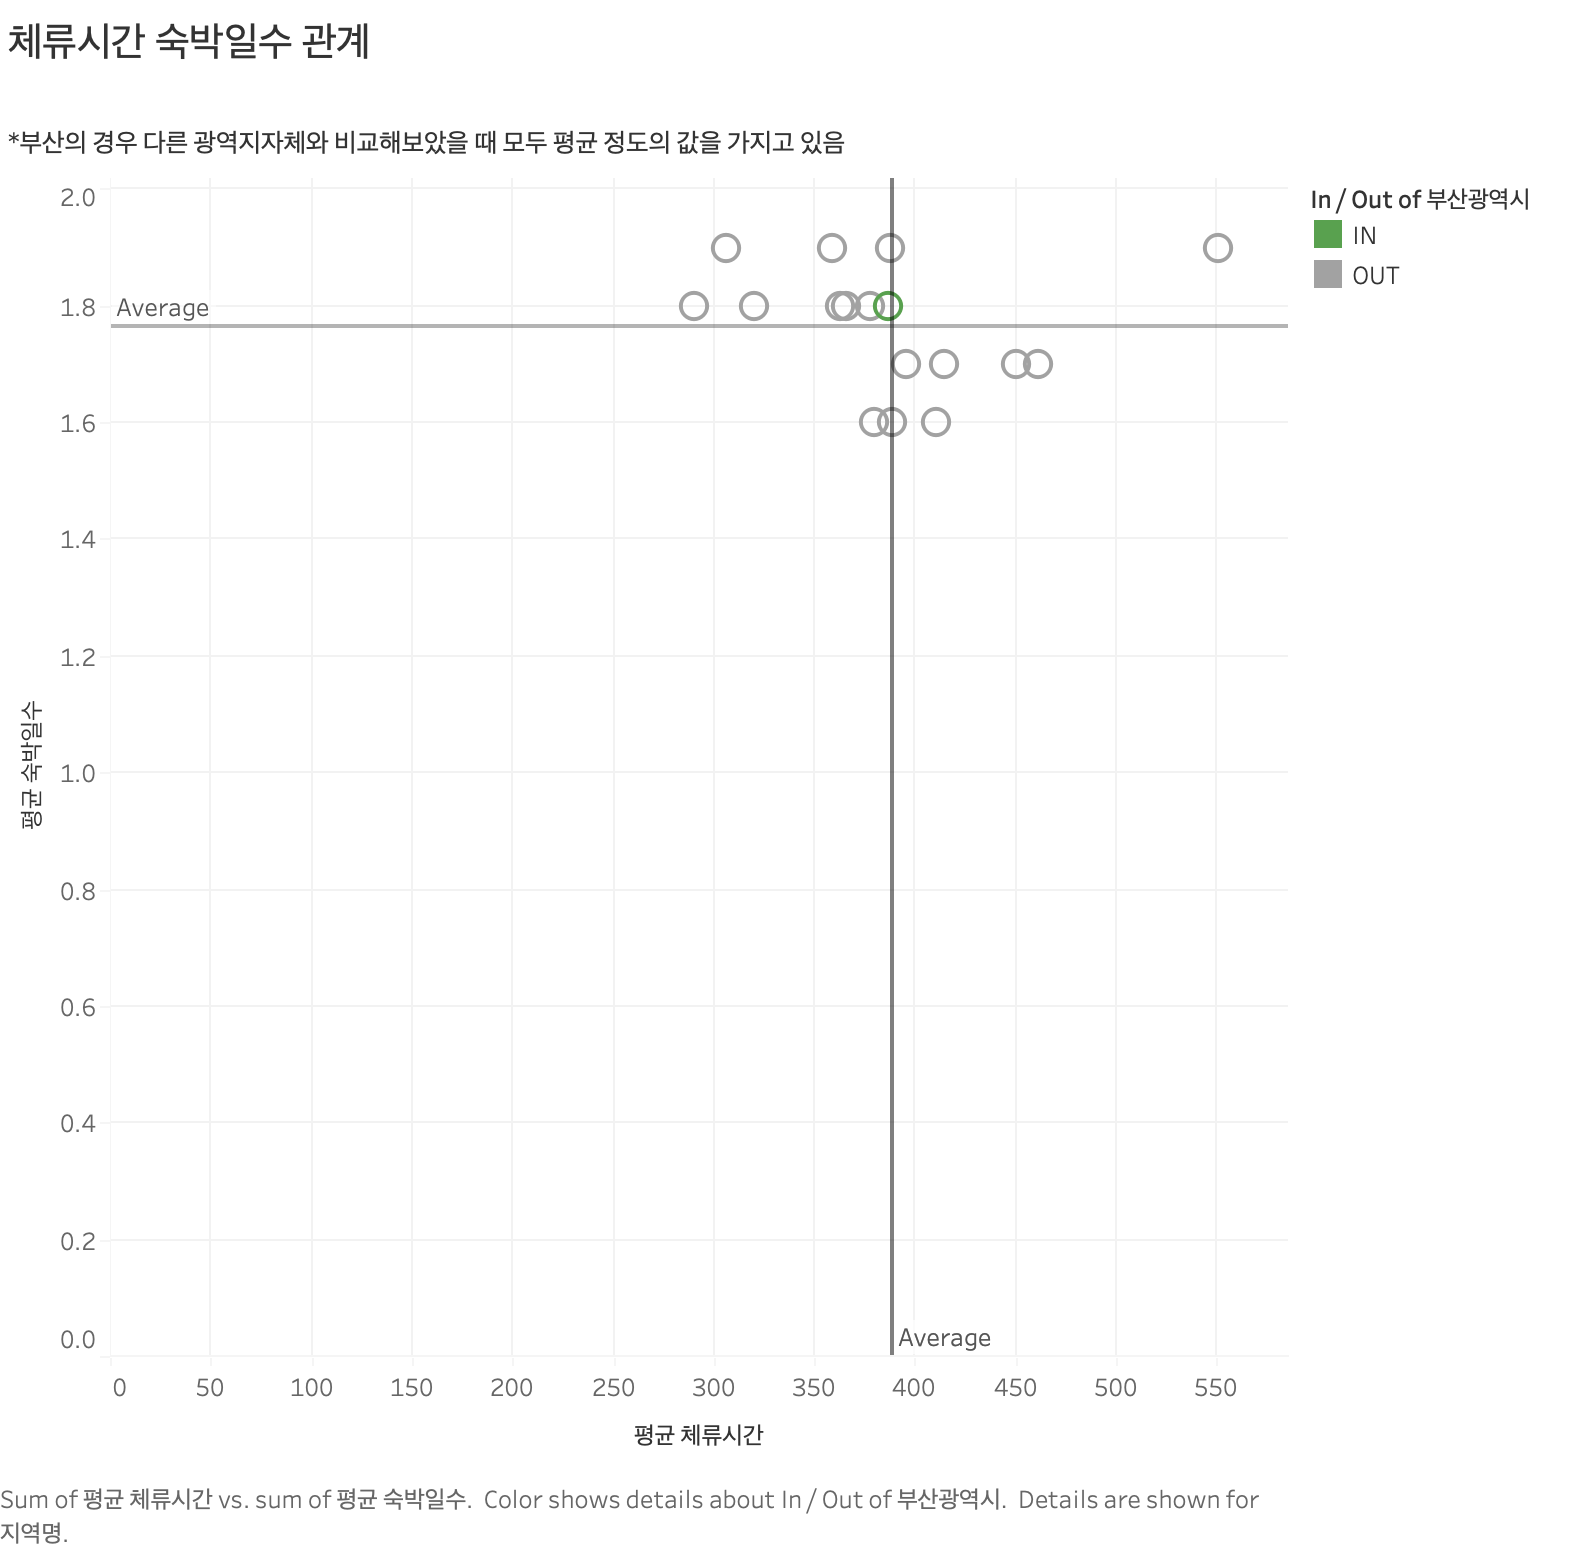 체류시간 숙박일수 관계
*부산의 경우 다른 광역지자체와 비교해보았을 때 모두 평균 정도의 값을 가지고 있음
In / Out of 부산광역시
IN
OUT
2.0
1.8
1.6
1.4
1.2
1.0
0.8
0.6
0.4
0.2
0.0
평균 숙박일수
Average
Average
0 50 100 150 200 250 300 350 400 450 500 550
평균 체류시간
Sum of 평균 체류시간 vs. sum of 평균 숙박일수. Color shows details about In / Out of 부산광역시. Details are shown for
지역명.